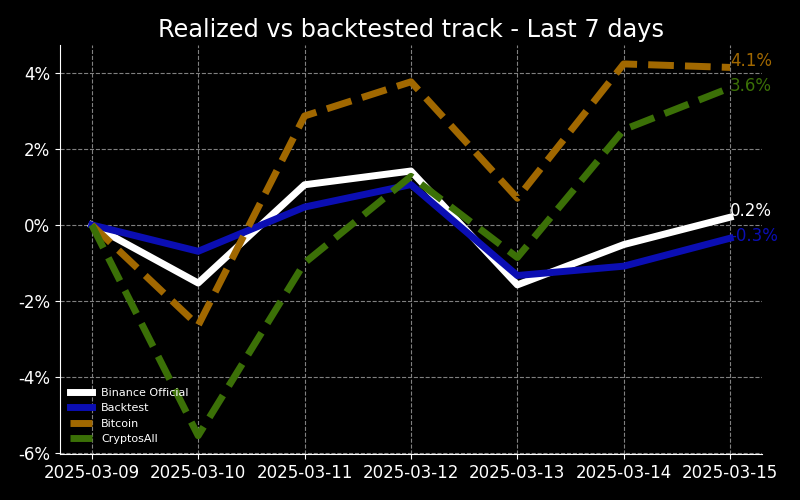 Realized vs backtested track - Last 7 days
4%
2%
0%
-2%
-4%
-6%
4.1%
3.6%
0.2%
-0.3%
Binance Official
Backtest
Bitcoin
CryptosAll
2025-03-09 2025-03-10 2025-03-11 2025-03-12 2025-03-13 2025-03-14 2025-03-15